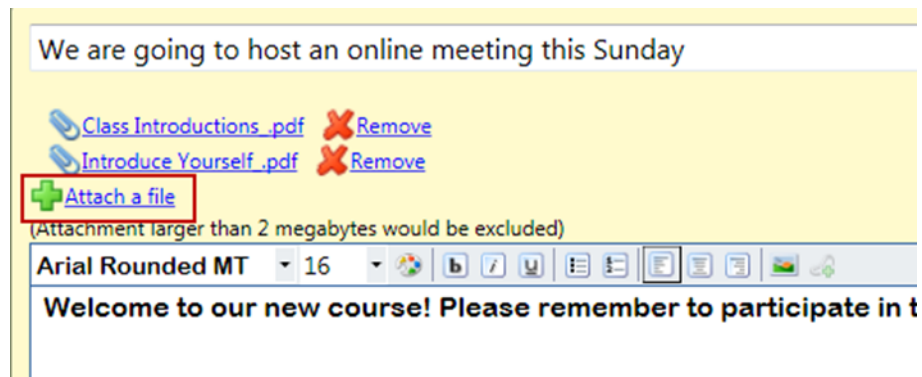 We are going to host an online meeting this Sunday
Class Introductions_.pdf Remove
Introduce Yourself_.pdf Remove
Attach a file
(Attachment larger than 2 megabytes would be excluded)
Arial Rounded MT 16 b i u
Welcome to our new course! Please remember to participate in t